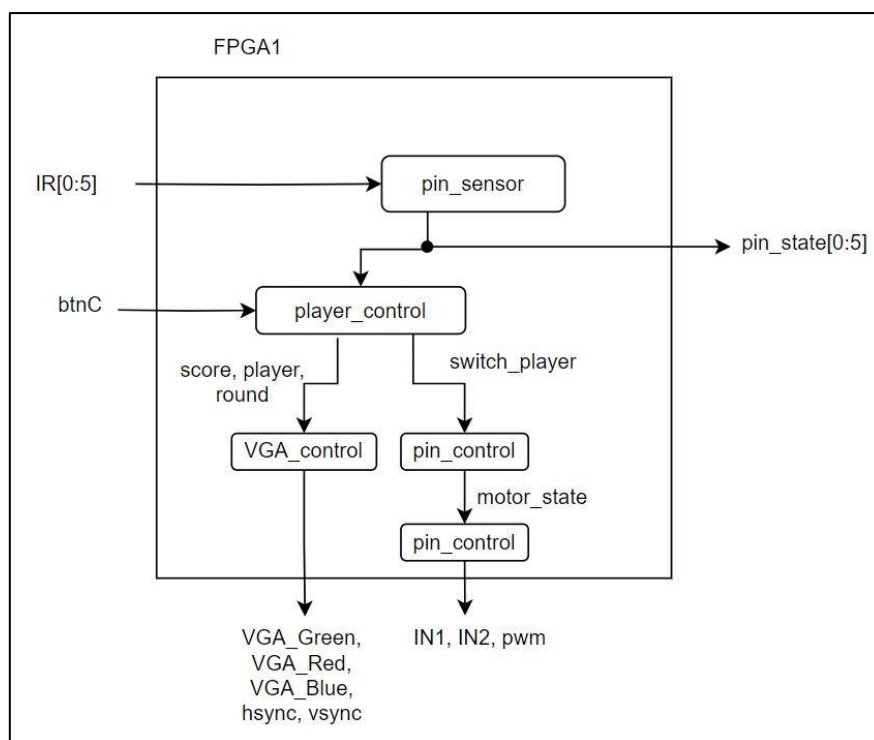 FPGA1
IR[0:5]
pin_sensor
pin_state[0:5]
btnC
player_control
score, player,
round
switch_player
VGA_control
pin_control
motor_state
pin_control
VGA_Green,
VGA_Red,
VGA_Blue,
hsync, vsync
IN1, IN2, pwm